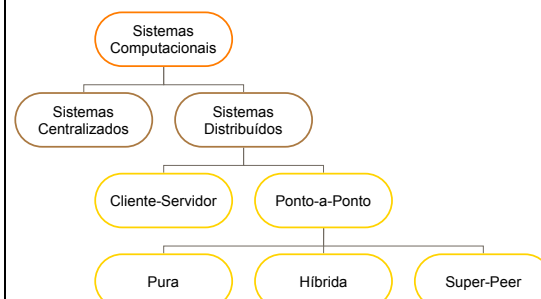 Sistemas
Computacionais
Sistemas
Centralizados
Sistemas
Distribuídos
Cliente-Servidor
Ponto-a-Ponto
Pura
Híbrida
Super-Peer